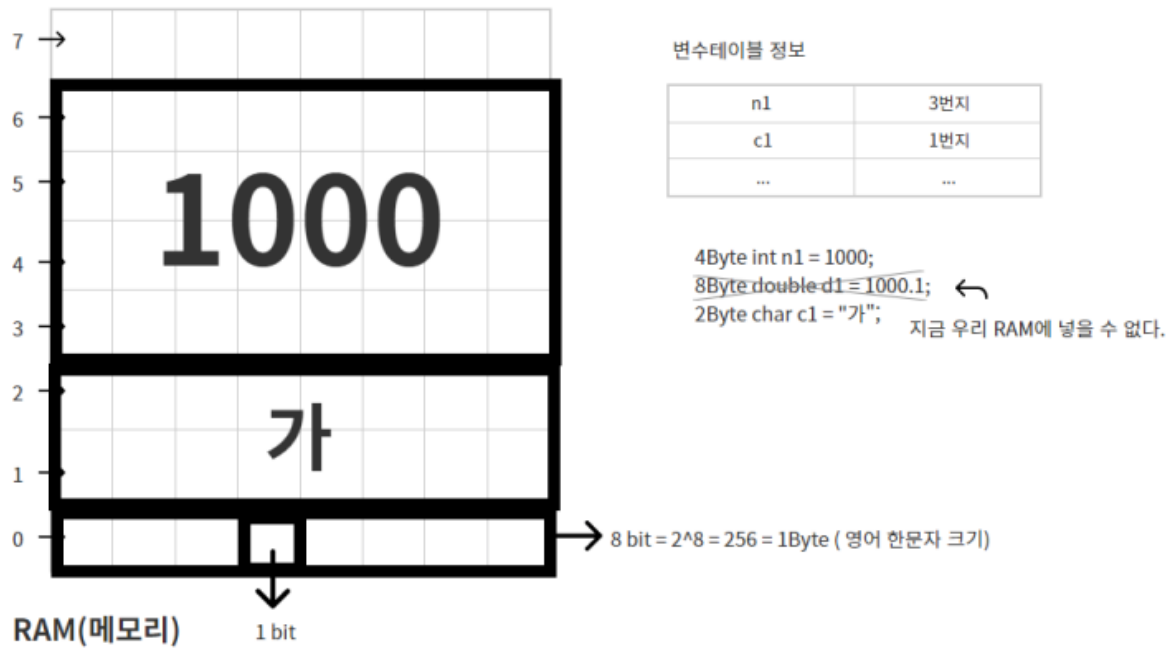 7
6
5
4
3
2
1
0
1000
가
RAM(메모리)
1 bit
8 bit = 2^8 = 256 = 1Byte ( 영어 한문자 크기)
변수테이블 정보
n1 3번지
c1 1번지
... ...
4Byte int n1 = 1000;
8Byte double d1 = 1000.1;
2Byte char c1 = "가";
지금 우리 RAM에 넣을 수 없다.